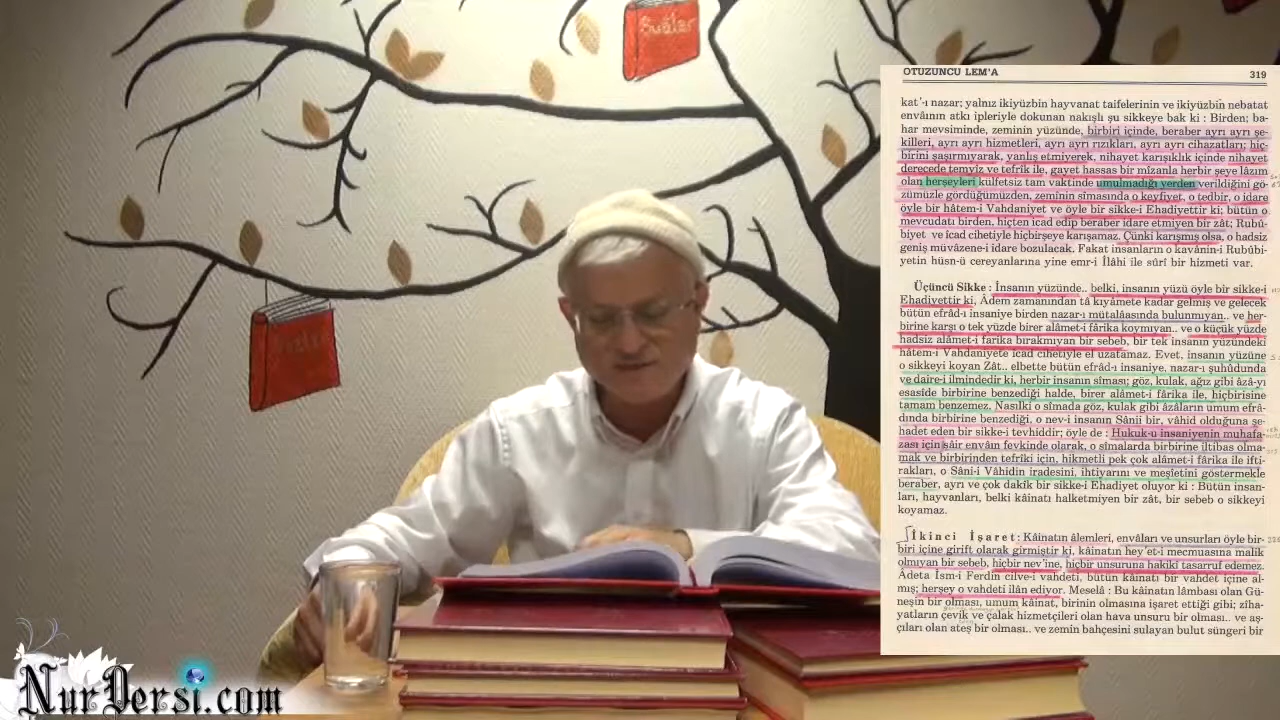 Şuâlar
Sözler
OTUZUNCU LEM'A 319
kat'-ı nazar; yalnız ikiyüzbin hayvanat taifelerinin ve ikiyüzbin nebatat
envâının atkı ipleriyle dokunan nakışlı şu sikkeye bak ki : Birden; ba-
har mevsiminde, zeminin yüzünde, birbiri içinde, beraber ayrı ayrı şe-
killeri, ayrı ayrı hizmetleri, ayrı ayrı rızıkları, ayrı ayrı cihazatları; hiç-
birini şaşırmıyarak, yanlış etmiyerek, nihayet karışıklık içinde nihayet
derecede temyiz ve tefrik ile, gayet hassas bir mîzanla herbir şeye lâzım
olan herşeyleri külfetsiz tam vaktinde umulmadığı yerden verildiğini gö-
zümüzle gördüğümüzden, zeminin sîmasında o keyfiyet, o tedbir, o idare
öyle bir hâtem-i Vahdaniyet ve öyle bir sikke-i Ehadiyettir ki; bütün o
mevcudatı birden, hiçten icad edip beraber idare etmiyen bir zât; Rubû-
biyet ve icad cihetiyle hiçbirşeye karışamaz. Çünki karışmış olsa, o hadsiz
geniş müvâzene-i idare bozulacak. Fakat insanların o kavânin-i Rubûbi-
yetin hüsn-ü cereyanlarına yine emr-i İlâhi ile sûrî bir hizmeti var.
Üçüncü Sikke : İnsanın yüzünde.. belki, insanın yüzü öyle bir sikke-i
Ehadiyettir ki, Âdem zamanından tâ kıyâmete kadar gelmiş ve gelecek
bütün efrâd-ı insaniye birden nazar-ı mütalâasında bulunmıyan.. ve her-
birine karşı o tek yüzde birer alâmet-i fârika koymıyan.. ve o küçük yüzde
hadsiz alâmet-i farika bırakmıyan bir sebeb, bir tek insanın yüzündeki
hâtem-i Vahdaniyete icad cihetiyle el uzatamaz. Evet, insanın yüzüne
o sikkeyi koyan Zât.. elbette bütün efrâd-ı insaniye, nazar-ı şuhûdunda
ve daire-i ilmindedir ki, herbir insanın sîması; göz, kulak, ağız gibi âzâ-yı
esaside birbirine benzediği halde, birer alâmet-i fârika ile, hiçbirisine
tamam benzemez. Nasılki o sîmada göz, kulak gibi âzâların umum efrâ-
dında birbirine benzediği, o nev-i insanın Sânii bir, vâhid olduğuna şe-
hadet eden bir sikke-i tevhiddir; öyle de : Hukuk-u insaniyenin muhafa-
zası için sâir envâın fevkinde olarak, o sîmalarda birbirine iltibas olma-
mak ve birbirinden tefriki için, hikmetli pek çok alâmet-i fârika ile ifti-
rakları, o Sâni-i Vâhidin iradesini, ihtiyarını ve meşîetini göstermekle
beraber, ayrı ve çok dakîk bir sikke-i Ehadiyet oluyor ki : Bütün insan-
ları, hayvanları, belki kâinatı halketmiyen bir zât, bir sebeb o sikkeyi
koyamaz.
İkinci İşaret : Kâinatın âlemleri, envâları ve unsurları öyle bir-
biri içine girift olarak girmiştir ki, kâinatın hey'et-i mecmuasına malik
olmıyan bir sebeb, hiçbir nev'ine, hiçbir unsuruna hakikî tasarruf edemez.
Âdeta İsm-i Ferdin cilve-i vahdeti, bütün kâinatı bir vahdet içine al-
mış; herşey o vahdeti ilân ediyor. Meselâ : Bu kâinatın lâmbası olan Gü-
neşin bir olması, umum kâinat, birinin olmasına işaret ettiği gibi; ziha-
yatların çevik ve çalak hizmetçileri olan hava unsuru bir olması.. ve aş-
çıları olan ateş bir olması.. ve zemin bahçesini sulayan bulut süngeri bir
NurDersi.com